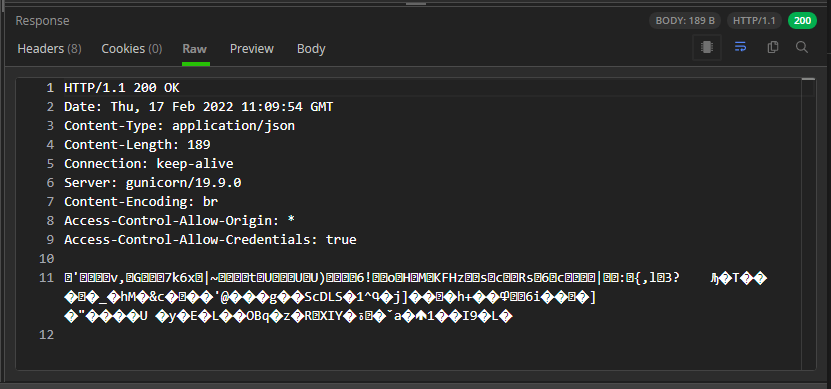 Response
BODY: 189 B
HTTP/1.1
200
Headers (8)
Cookies (0)
Raw
Preview
Body
1 HTTP/1.1 200 OK
2 Date: Thu, 17 Feb 2022 11:09:54 GMT
3 Content-Type: application/json
4 Content-Length: 189
5 Connection: keep-alive
6 Server: gunicorn/19.9.0
7 Content-Encoding: br
8 Access-Control-Allow-Origin: *
9 Access-Control-Allow-Credentials: true
10
11
12